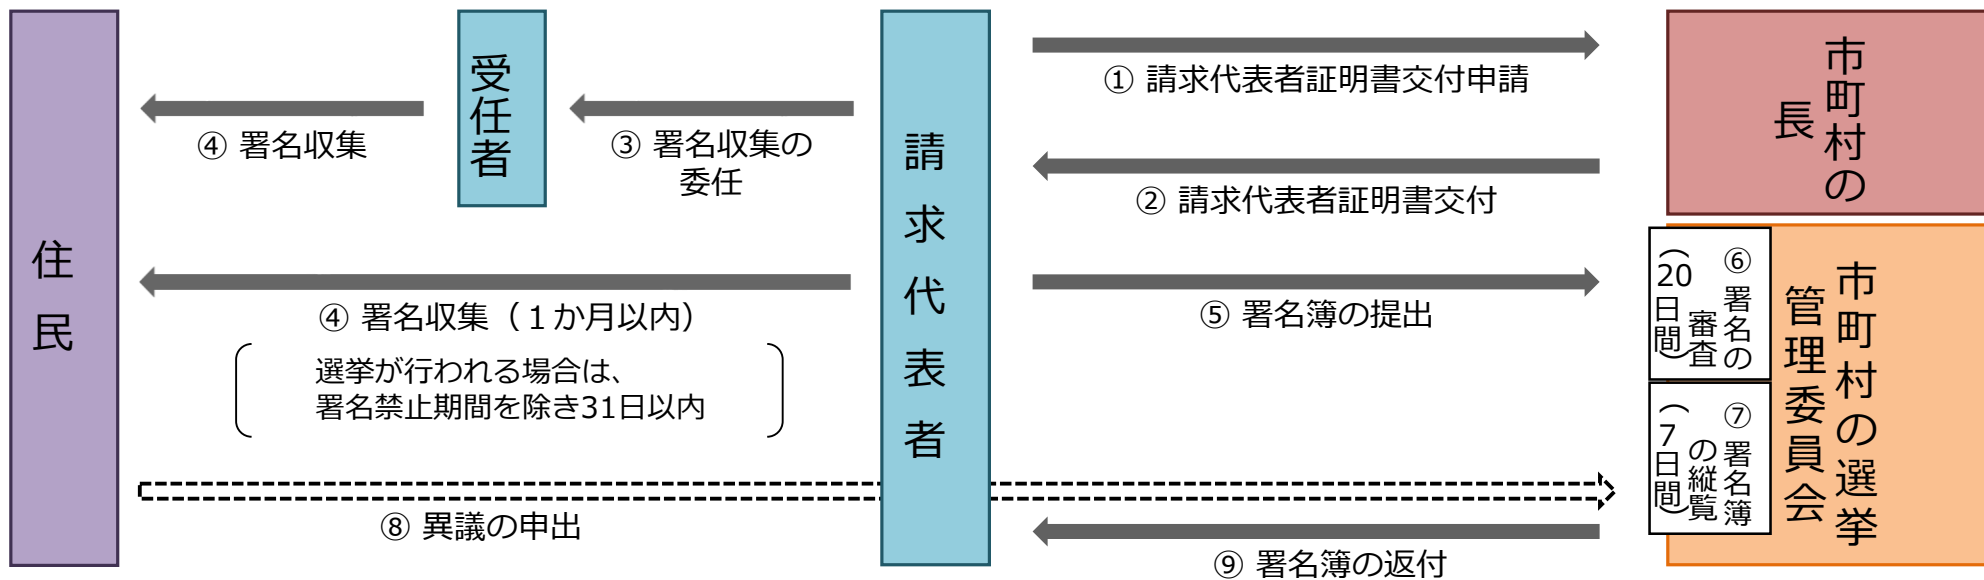 住民
④ 署名収集
受任者
③ 署名収集の
委任
請求代表者
① 請求代表者証明書交付申請
② 請求代表者証明書交付
市町村の
長
④ 署名収集（１か月以内）
選挙が行われる場合は、
署名禁止期間を除き31日以内
⑤ 署名簿の提出
⑥署名の
審査
（20日間）
⑦署名簿
の縦覧
（7日間）
市町村の選挙
管理委員会
⑧ 異議の申出
⑨ 署名簿の返付